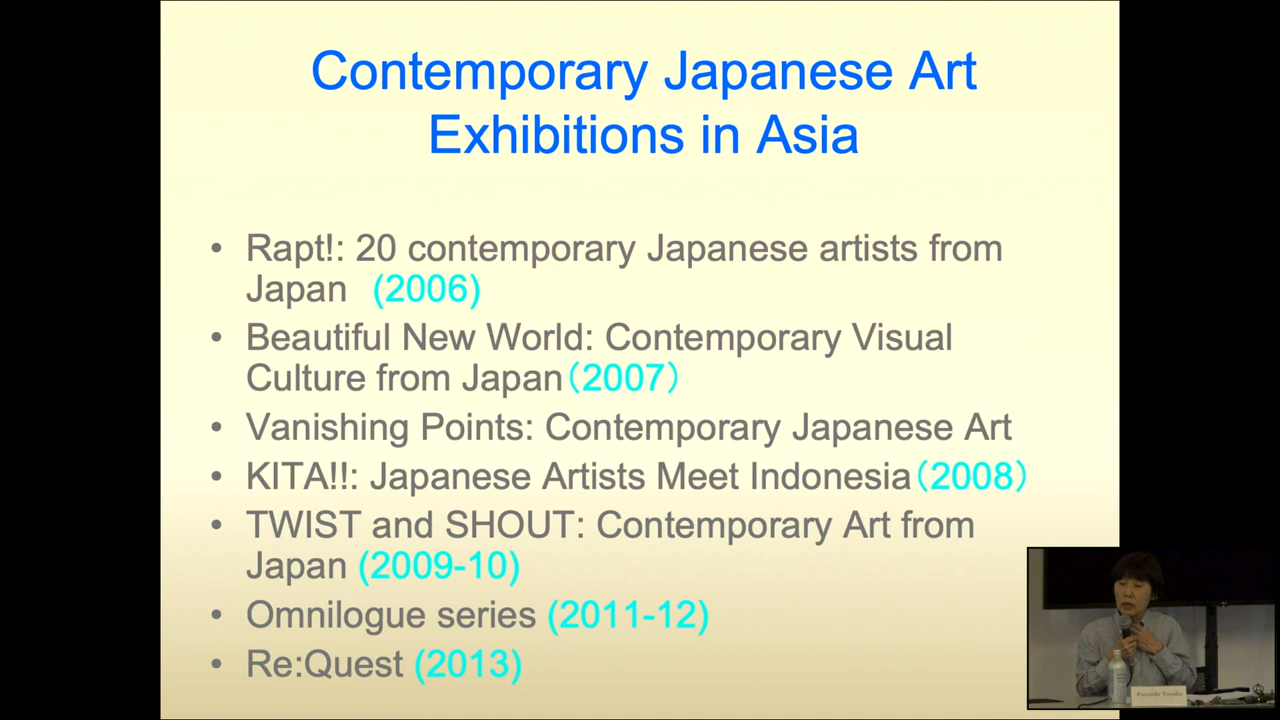 Contemporary Japanese Art
Exhibitions in Asia
• Rapt!: 20 contemporary Japanese artists from
Japan (2006)
• Beautiful New World: Contemporary Visual
Culture from Japan（2007）
• Vanishing Points: Contemporary Japanese Art
• KITA!!: Japanese Artists Meet Indonesia（2008）
• TWIST and SHOUT: Contemporary Art from
Japan (2009-10)
• Omnilogue series (2011-12)
• Re:Quest (2013)